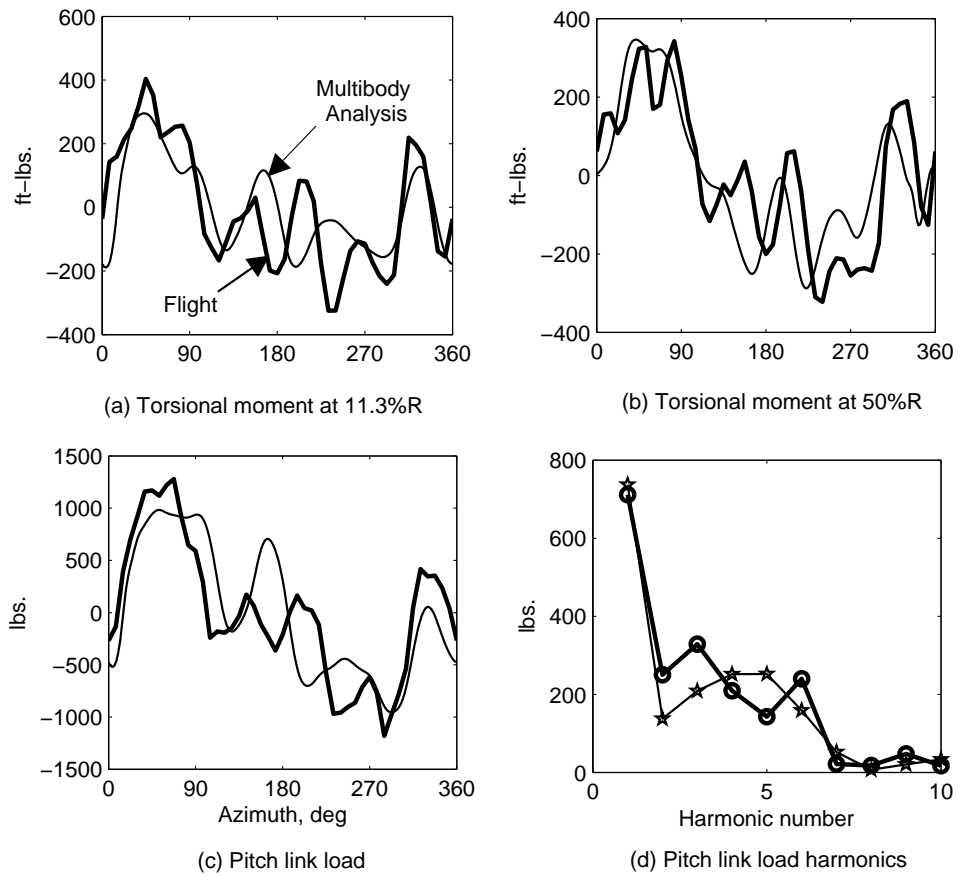 600
400
200
0
−200
−400
ft−lbs.
Multibody
Analysis
Flight
0 90 180 270 360
(a) Torsional moment at 11.3%R
400
200
0
−200
−400
ft−lbs.
0 90 180 270 360
(b) Torsional moment at 50%R
1500
1000
500
0
−500
−1000
−1500
lbs.
0 90 180 270 360
Azimuth, deg
(c) Pitch link load
800
600
400
200
0
lbs.
0 5 10
Harmonic number
(d) Pitch link load harmonics